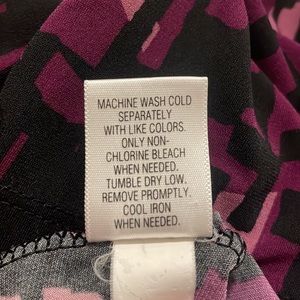 MACHINE WASH COLD
SEPARATELY
WITH LIKE COLORS.
ONLY NON-
CHLORINE BLEACH
WHEN NEEDED.
TUMBLE DRY LOW.
REMOVE PROMPTLY.
COOL IRON
WHEN NEEDED.